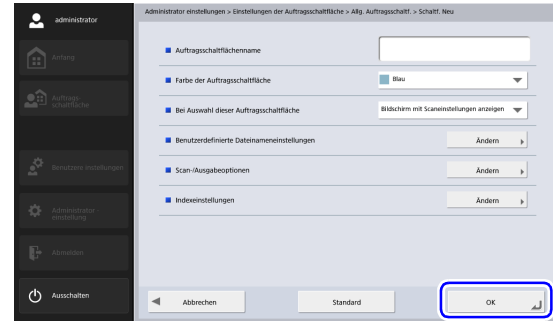 administrator
Administrator einstellungen > Einstellungen der Auftragsschaltfläche > Allg. Auftragsschaltf. > Schaltf. Neu
Anfang
Auftrags-
schaltfläche
Benutzere instellungen
Administrator-
einstellung
Abmelden
Ausschalten
Auftragsschaltflächenname
Farbe der Auftragsschaltfläche
Blau
Bei Auswahl dieser Auftragsschaltfläche
Bildschirm mit Scaneinstellungen anzeigen
Benutzerdefinierte Dateinameneinstellungen
Ändern
Scan-/Ausgabeoptionen
Ändern
Indexeinstellungen
Ändern
Abbrechen
Standard
OK